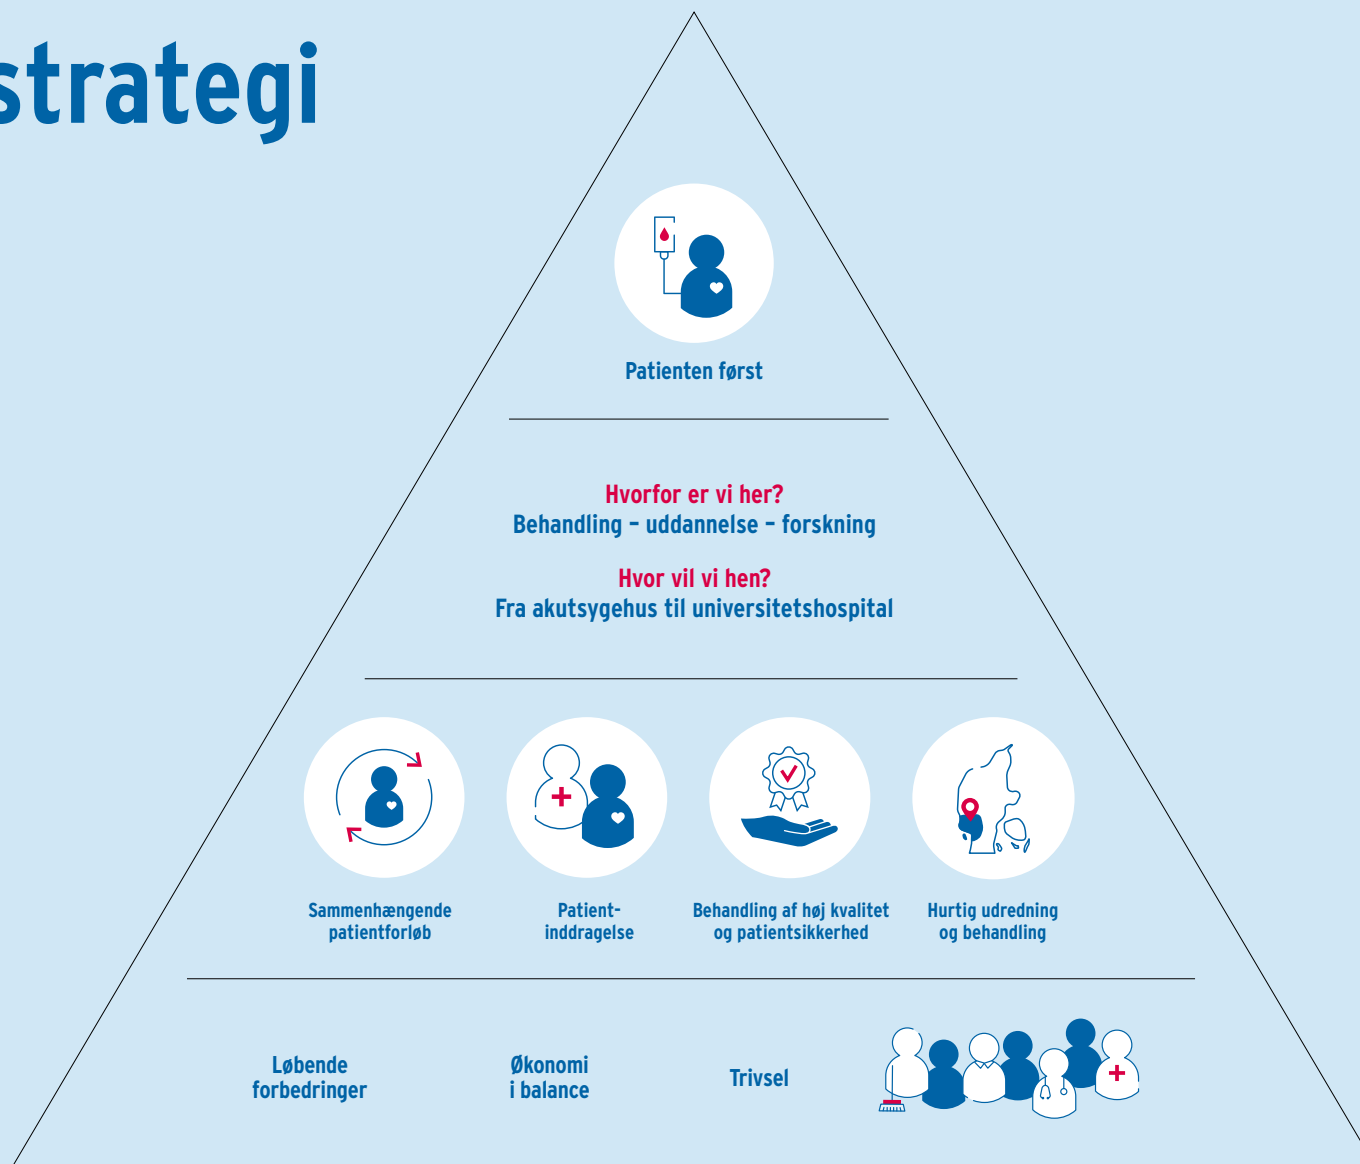 strategi
Patienten først
Hvorfor er vi her?
Behandling – uddannelse – forskning
Hvor vil vi hen?
Fra akutsygehus til universitetshospital
Sammenhængende
patientforløb
Patient-
inddragelse
Behandling af høj kvalitet
og patientsikkerhed
Hurtig udredning
og behandling
Løbende
forbedringer
Økonomi
i balance
Trivsel